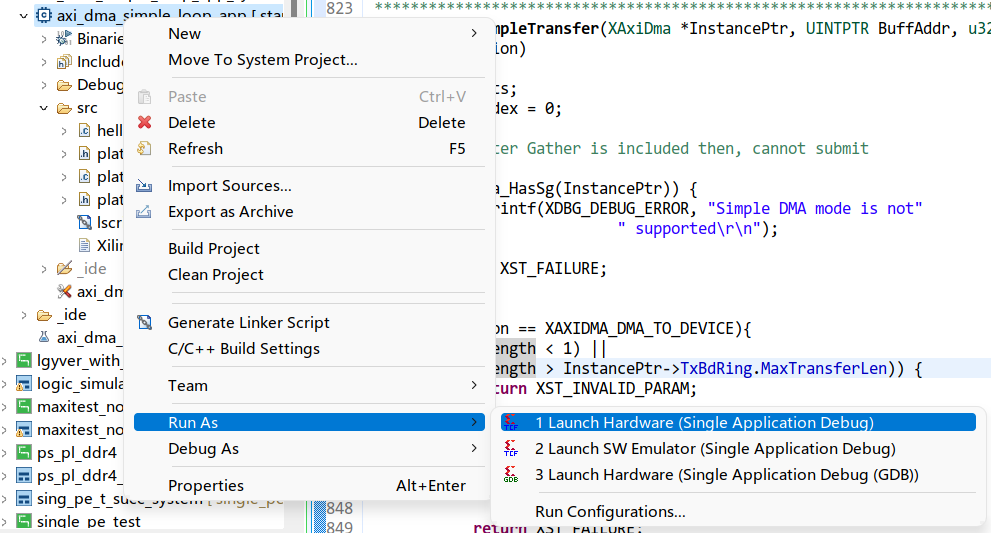 axi_dma_simple_loop_app [ sta
Binarie
Include
Debug
src
hell
plat
plat
plat
lscr
Xilin
_ide
axi_dm
_ide
axi_dma_
lgyver_with_
logic_simula
maxitest_no
maxitest_no
ps_pl_ddr4
ps_pl_ddr4_
sing_pe_t_succ_system [ single_pe_
single_pe_test
New
Move To System Project...
Paste Ctrl+V
Delete Delete
Refresh F5
Import Sources...
Export as Archive
Build Project
Clean Project
Generate Linker Script
C/C++ Build Settings
Team
Run As
Debug As
Properties Alt+Enter
1 Launch Hardware (Single Application Debug)
2 Launch SW Emulator (Single Application Debug)
3 Launch Hardware (Single Application Debug (GDB))
Run Configurations...
823
mpleTransfer(XAxiDma *InstancePtr, UINTPTR BuffAddr, u32
ion)
ts;
dex = 0;
ter Gather is included then, cannot submit
a_HasSg(InstancePtr)) {
rintf(XDBG_DEBUG_ERROR, "Simple DMA mode is not"
" supported\r\n");
XST_FAILURE;
on == XAXIDMA_DMA_TO_DEVICE){
ength < 1) ||
ength > InstancePtr->TxBdRing.MaxTransferLen)) {
turn XST_INVALID_PARAM;
848
849
return XST_FAILURE;